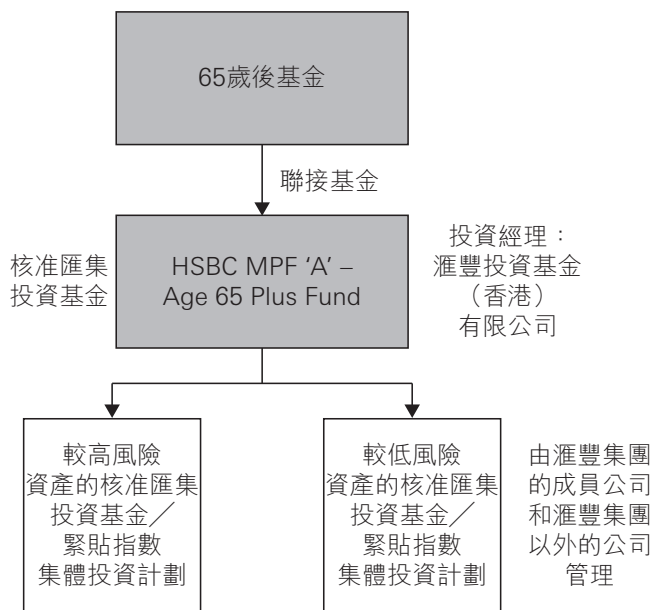 65歲後基金
聯接基金
核准匯集
投資基金
HSBC MPF ‘A’ –
Age 65 Plus Fund
投資經理：
滙豐投資基金
（香港）
有限公司
較高風險
資產的核准匯集
投資基金／
緊貼指數
集體投資計劃
較低風險
資產的核准匯集
投資基金／
緊貼指數
集體投資計劃
由滙豐集團
的成員公司
和滙豐集團
以外的公司
管理